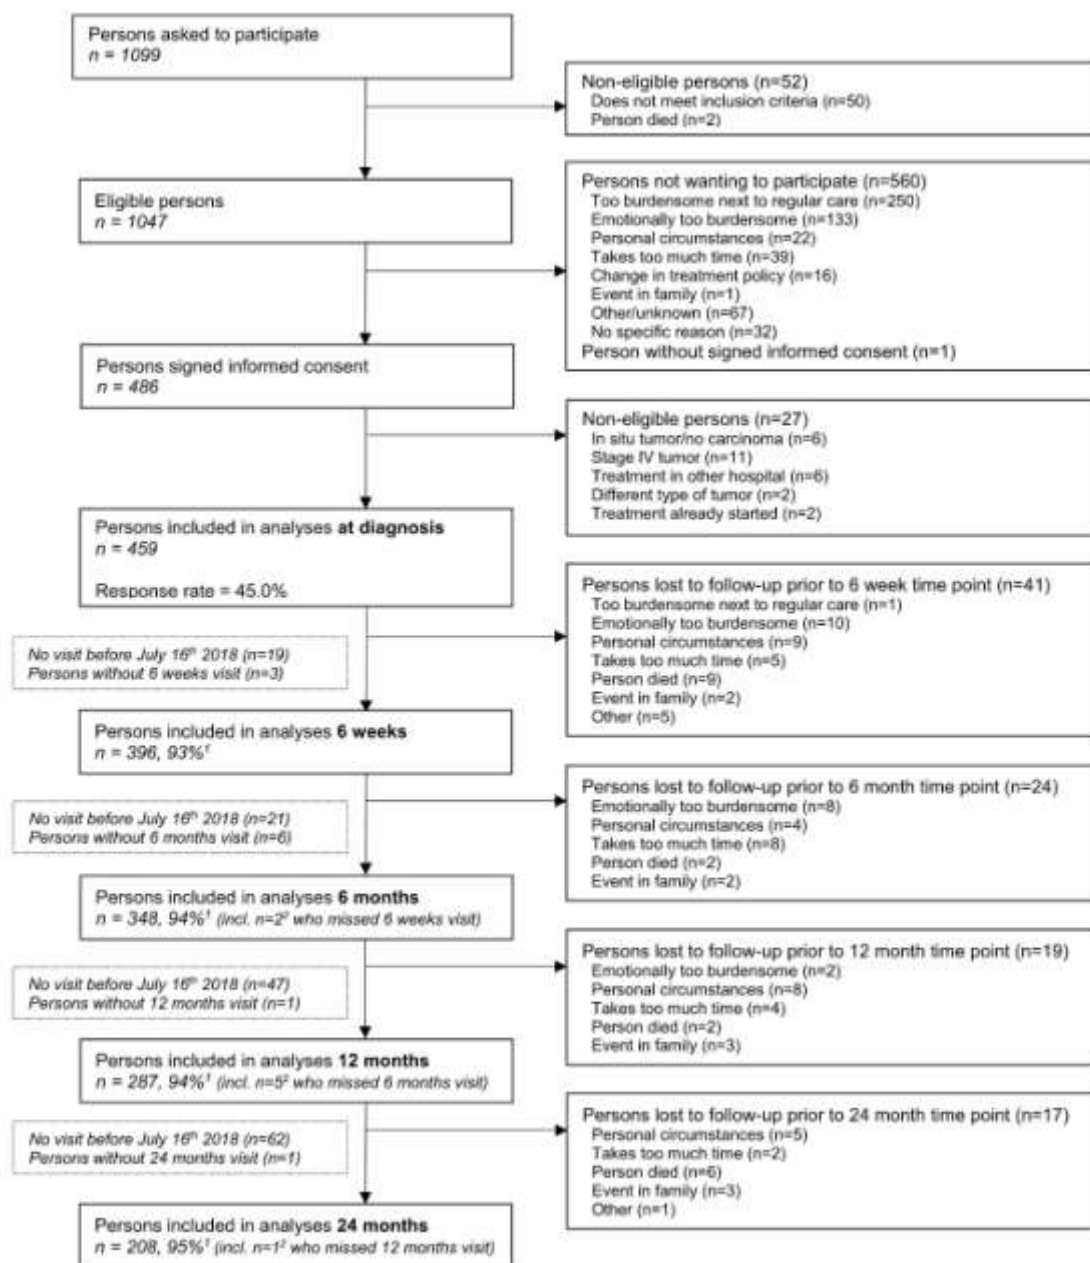 Persons asked to participate
n = 1099
Non-eligible persons (n=52)
Does not meet inclusion criteria (n=50)
Person died (n=2)
Eligible persons
n = 1047
Persons not wanting to participate (n=560)
Too burdensome next to regular care (n=250)
Emotionally too burdensome (n=133)
Personal circumstances (n=22)
Takes too much time (n=39)
Change in treatment policy (n=16)
Event in family (n=1)
Other/unknown (n=67)
No specific reason (n=32)
Person without signed informed consent (n=1)
Persons signed informed consent
n = 486
Non-eligible persons (n=27)
In situ tumor/no carcinoma (n=6)
Stage IV tumor (n=11)
Treatment in other hospital (n=6)
Different type of tumor (n=2)
Treatment already started (n=2)
Persons included in analyses at diagnosis
n = 459
Response rate = 45.0%
Persons lost to follow-up prior to 6 week time point (n=41)
Too burdensome next to regular care (n=1)
Emotionally too burdensome (n=10)
Personal circumstances (n=9)
Takes too much time (n=5)
Person died (n=9)
Event in family (n=2)
Other (n=5)
No visit before July 16th 2018 (n=19)
Persons without 6 weeks visit (n=3)
Persons included in analyses 6 weeks
n = 396, 93%¹
Persons lost to follow-up prior to 6 month time point (n=24)
Emotionally too burdensome (n=8)
Personal circumstances (n=4)
Takes too much time (n=8)
Person died (n=2)
Event in family (n=2)
No visit before July 16th 2018 (n=21)
Persons without 6 months visit (n=6)
Persons included in analyses 6 months
n = 348, 94%¹ (incl. n=2² who missed 6 weeks visit)
Persons lost to follow-up prior to 12 month time point (n=19)
Emotionally too burdensome (n=2)
Personal circumstances (n=8)
Takes too much time (n=4)
Person died (n=2)
Event in family (n=3)
No visit before July 16th 2018 (n=47)
Persons without 12 months visit (n=1)
Persons included in analyses 12 months
n = 287, 94%¹ (incl. n=5² who missed 6 months visit)
Persons lost to follow-up prior to 24 month time point (n=17)
Personal circumstances (n=5)
Takes too much time (n=2)
Person died (n=6)
Event in family (n=3)
Other (n=1)
No visit before July 16th 2018 (n=62)
Persons without 24 months visit (n=1)
Persons included in analyses 24 months
n = 208, 95%¹ (incl. n=1² who missed 12 months visit)